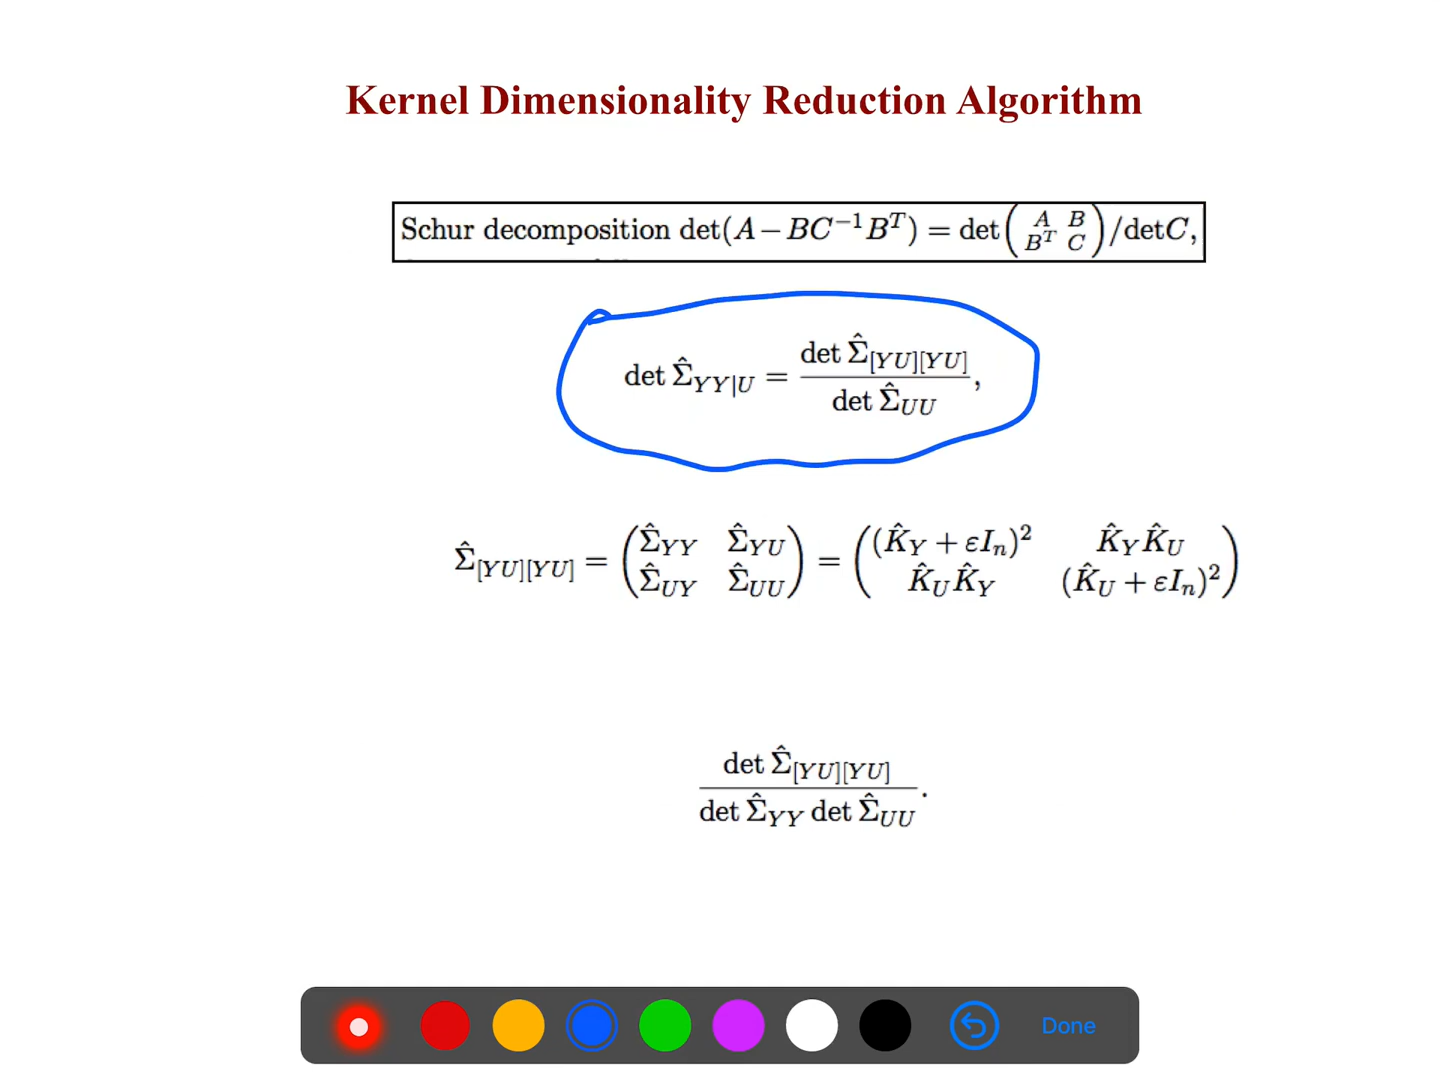 Kernel Dimensionality Reduction Algorithm
Schur decomposition det(A − BC⁻¹Bᵀ) = det(A B; Bᵀ C)/detC,
det Σ̂_{YY|U} = det Σ̂_{[YU][YU]} / det Σ̂_{UU},
Σ̂_{[YU][YU]} = (Σ̂_{YY} Σ̂_{YU}; Σ̂_{UY} Σ̂_{UU}) = ((K̂_Y + εI_n)² K̂_Y K̂_U; K̂_U K̂_Y (K̂_U + εI_n)²)
det Σ̂_{[YU][YU]} / det Σ̂_{YY} det Σ̂_{UU}.
Done